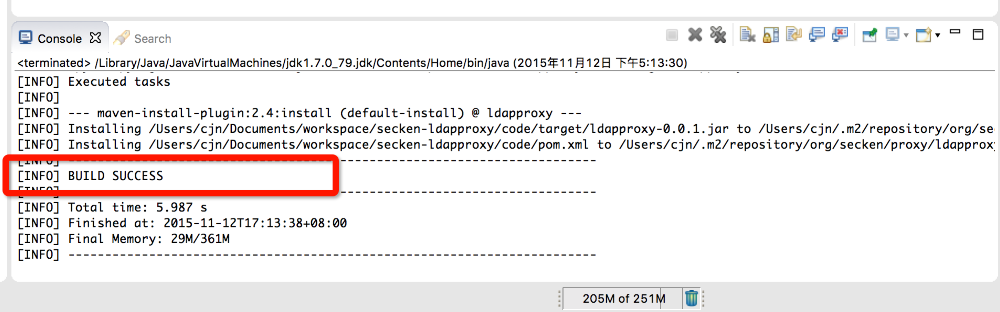 Console Search
<terminated> /Library/Java/JavaVirtualMachines/jdk1.7.0_79.jdk/Contents/Home/bin/java (2015年11月12日 下午5:13:30)
[INFO] Executed tasks
[INFO]
[INFO] --- maven-install-plugin:2.4:install (default-install) @ ldapproxy ---
[INFO] Installing /Users/cjn/Documents/workspace/secken-ldapproxy/code/target/ldapproxy-0.0.1.jar to /Users/cjn/.m2/repository/org/se
[INFO] Installing /Users/cjn/Documents/workspace/secken-ldapproxy/code/pom.xml to /Users/cjn/.m2/repository/org/secken/proxy/ldapprox
[INFO] ------------------------------------------------------------------------
[INFO] BUILD SUCCESS
[INFO] ------------------------------------------------------------------------
[INFO] Total time: 5.987 s
[INFO] Finished at: 2015-11-12T17:13:38+08:00
[INFO] Final Memory: 29M/361M
[INFO] ------------------------------------------------------------------------
205M of 251M